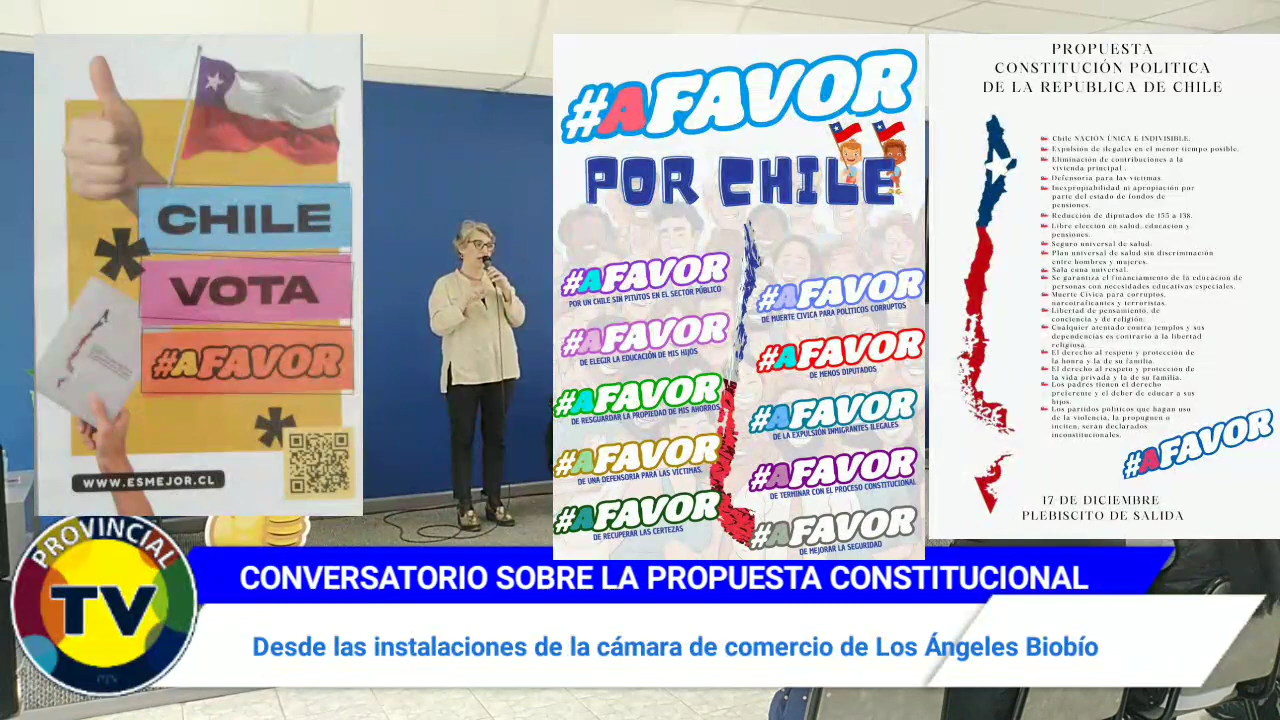 CHILE
VOTA
#AFAVOR
WWW.ESMEJOR.CL
#AFAVOR
POR CHILE
#AFAVOR
POR UN CHILE SIN PITUTOS EN EL SECTOR PÚBLICO
#AFAVOR
DE ELEGIR LA EDUCACIÓN DE MIS HIJOS
#AFAVOR
DE RESGUARDAR LA PROPIEDAD DE MIS AHORROS
#AFAVOR
DE UNA DEFENSORIA PARA LAS VÍCTIMAS.
#AFAVOR
DE RECUPERAR LAS CERTEZAS
#AFAVOR
DE MUERTE CIVICA PARA POLITICOS CORRUPTOS
#AFAVOR
DE MENOS DIPUTADOS
#AFAVOR
DE LA EXPULSIÓN INMIGRANTES ILEGALES
#AFAVOR
DE TERMINAR CON EL PROCESO CONSTITUCIONAL
#AFAVOR
DE MEJORAR LA SEGURIDAD
PROPUESTA
CONSTITUCIÓN POLITICA
DE LA REPUBLICA DE CHILE
Chile NACIÓN ÚNICA E INDIVISIBLE.
Expulsión de ilegales en el menor tiempo posible.
Eliminación de contribuciones a la
vivienda principal .
Defensoria para las víctimas.
Inexpropiabilidad ni apropiación por
parte del estado de fondos de
pensiones.
Reducción de diputados de 155 a 138.
Libre elección en salud, educación y
pensiones.
Seguro universal de salud.
Plan universal de salud sin discriminación
entre hombres y mujeres.
Sala cuna universal.
Se garantiza el financiamiento de la educación de
personas con necesidades educativas especiales.
Muerte Cívica para corruptos,
narcotraficantes y terroristas.
Libertad de pensamiento, de
conciencia y de religión.
Cualquier atentado contra templos y sus
dependencias es contrario a la libertad
religiosa.
El derecho al respeto y protección de
la honra y la de su familia.
El derecho al respeto y protección de
la vida privada y la de su familia.
Los padres tienen el derecho
preferente y el deber de educar a sus
hijos.
Los partidos políticos que hagan uso
de la violencia, la propugnen o
inciten, serán declarados
inconstitucionales.
#AFAVOR
17 DE DICIEMBRE
PLEBISCITO DE SALIDA
PROVINCIAL
TV
PTV
CONVERSATORIO SOBRE LA PROPUESTA CONSTITUCIONAL
Desde las instalaciones de la cámara de comercio de Los Ángeles Biobío